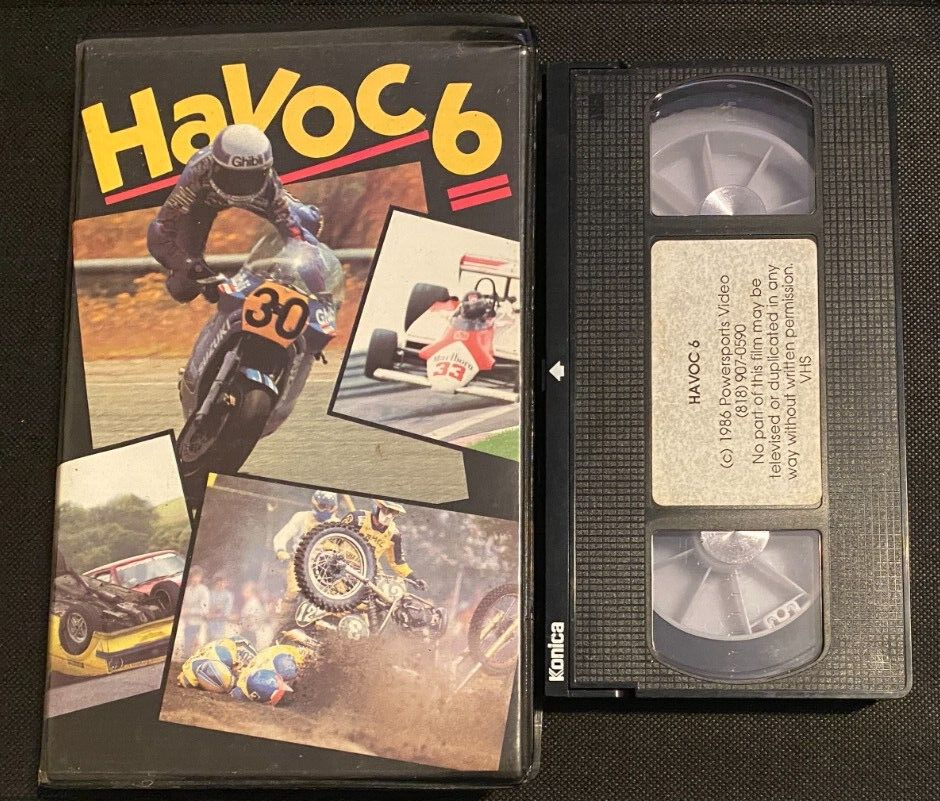 Havoc 6
Ghibli
30
SUZUKI
Marlboro
33
Konica
HAVOC 6
(c) 1986 Powersports Video
(818) 907-0590
No part of this film may be
televised or duplicated in any
way without written permission.
VHS